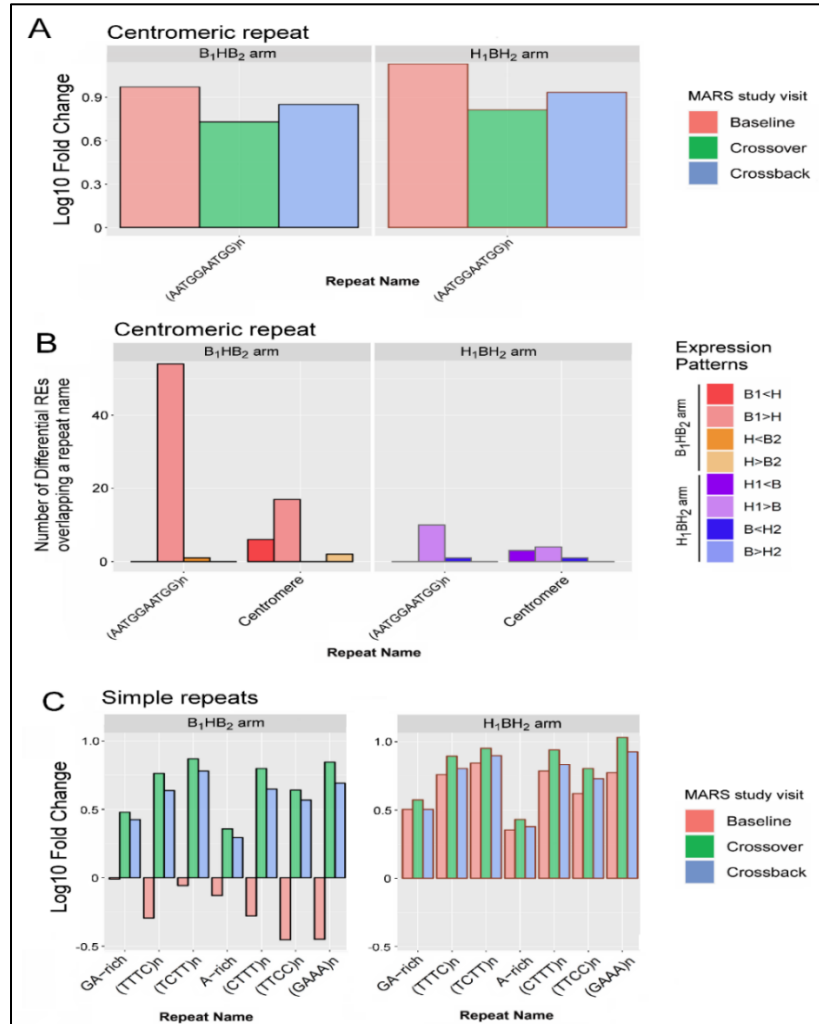 A
Centromeric repeat
B₁HB₂ arm
H₁BH₂ arm
Log10 Fold Change
0.9
0.6
0.3
0
(AATGGAATGG)n
(AATGGAATGG)n
Repeat Name
MARS study visit
Baseline
Crossover
Crossback
B
Centromeric repeat
B₁HB₂ arm
H₁BH₂ arm
Number of Differential REs
overlapping a repeat name
40
20
0
(AATGGAATGG)n
Centromere
(AATGGAATGG)n
Centromere
Repeat Name
Expression
Patterns
B₁HB₂ arm
B1<H
B1>H
H<B2
H>B2
H₁BH₂ arm
H1<B
H1>B
B<H2
B>H2
C
Simple repeats
B₁HB₂ arm
H₁BH₂ arm
Log10 Fold Change
1.0
0.5
0
-0.5
1.0
0.5
0
-0.5
GA-rich
(TTTC)n
(TCTT)n
A-rich
(CTTT)n
(TTCC)n
(GAAA)n
GA-rich
(TTTC)n
(TCTT)n
A-rich
(CTTT)n
(TTCC)n
(GAAA)n
Repeat Name
Repeat Name
MARS study visit
Baseline
Crossover
Crossback